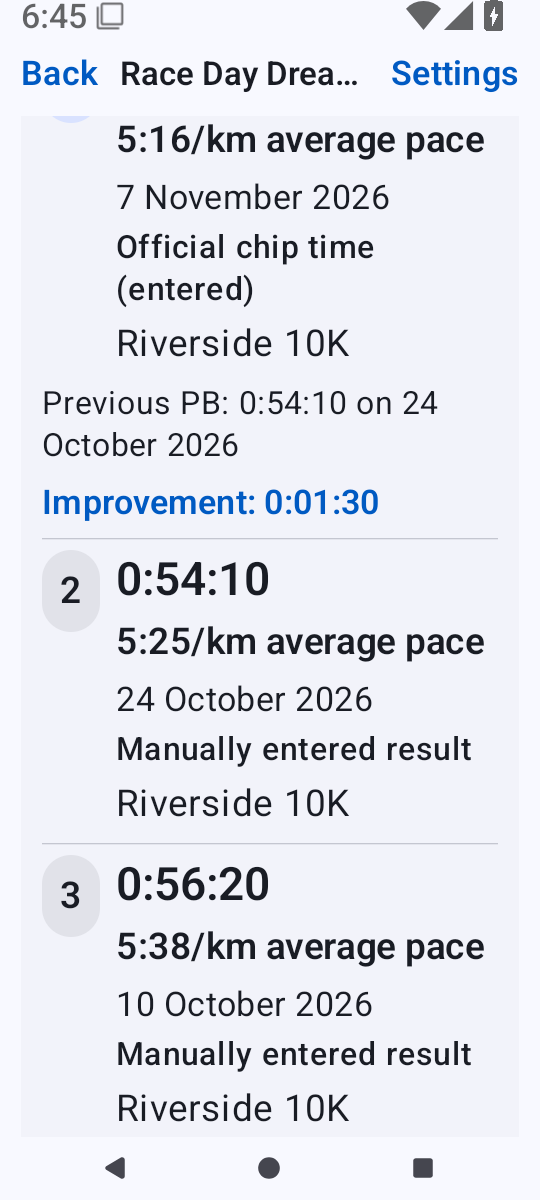 6:45
Back Race Day Drea... Settings
5:16/km average pace
7 November 2026
Official chip time
(entered)
Riverside 10K
Previous PB: 0:54:10 on 24
October 2026
Improvement: 0:01:30
2 0:54:10
5:25/km average pace
24 October 2026
Manually entered result
Riverside 10K
3 0:56:20
5:38/km average pace
10 October 2026
Manually entered result
Riverside 10K